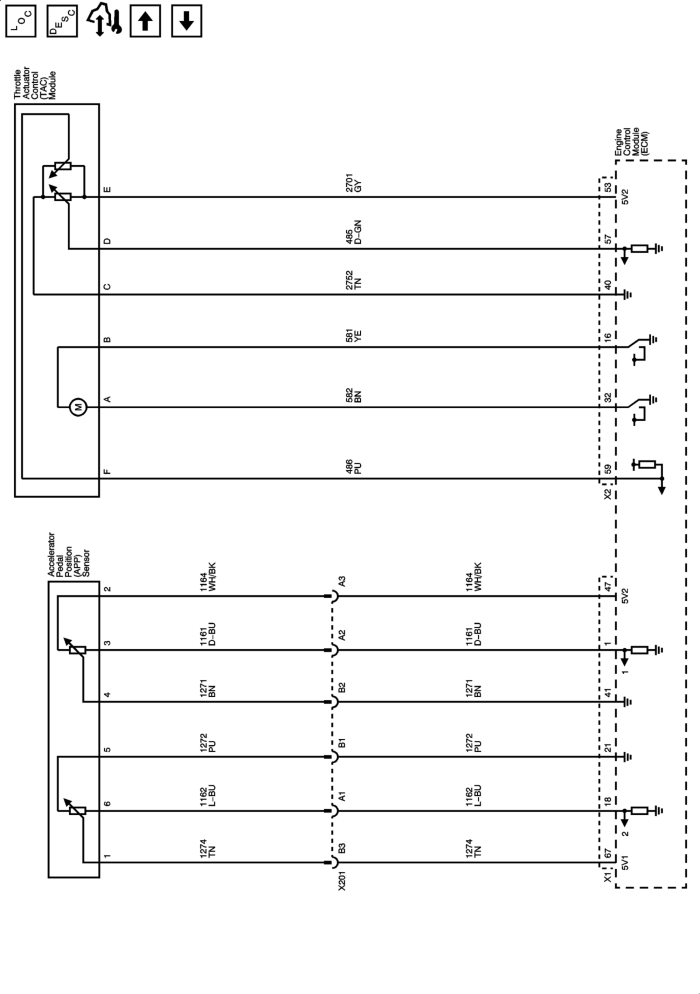 LOC
DESC
Throttle
Actuator
Control
(TAC)
Module
Engine
Control
Module
(ECM)
E
2701
GY
53
5V2
D
485
D-GN
57
C
2752
TN
40
B
581
YE
16
M
A
582
BN
32
F
486
PU
59
X2
Accelerator
Pedal
Position
(APP)
Sensor
2
1164
WH/BK
A3
1164
WH/BK
47
5V2
3
1161
D-BU
A2
1161
D-BU
1
1
4
1271
BN
B2
1271
BN
41
5
1272
PU
B1
1272
PU
21
6
1162
L-BU
A1
1162
L-BU
18
2
1
1274
TN
B3
1274
TN
67
5V1
X201
X1